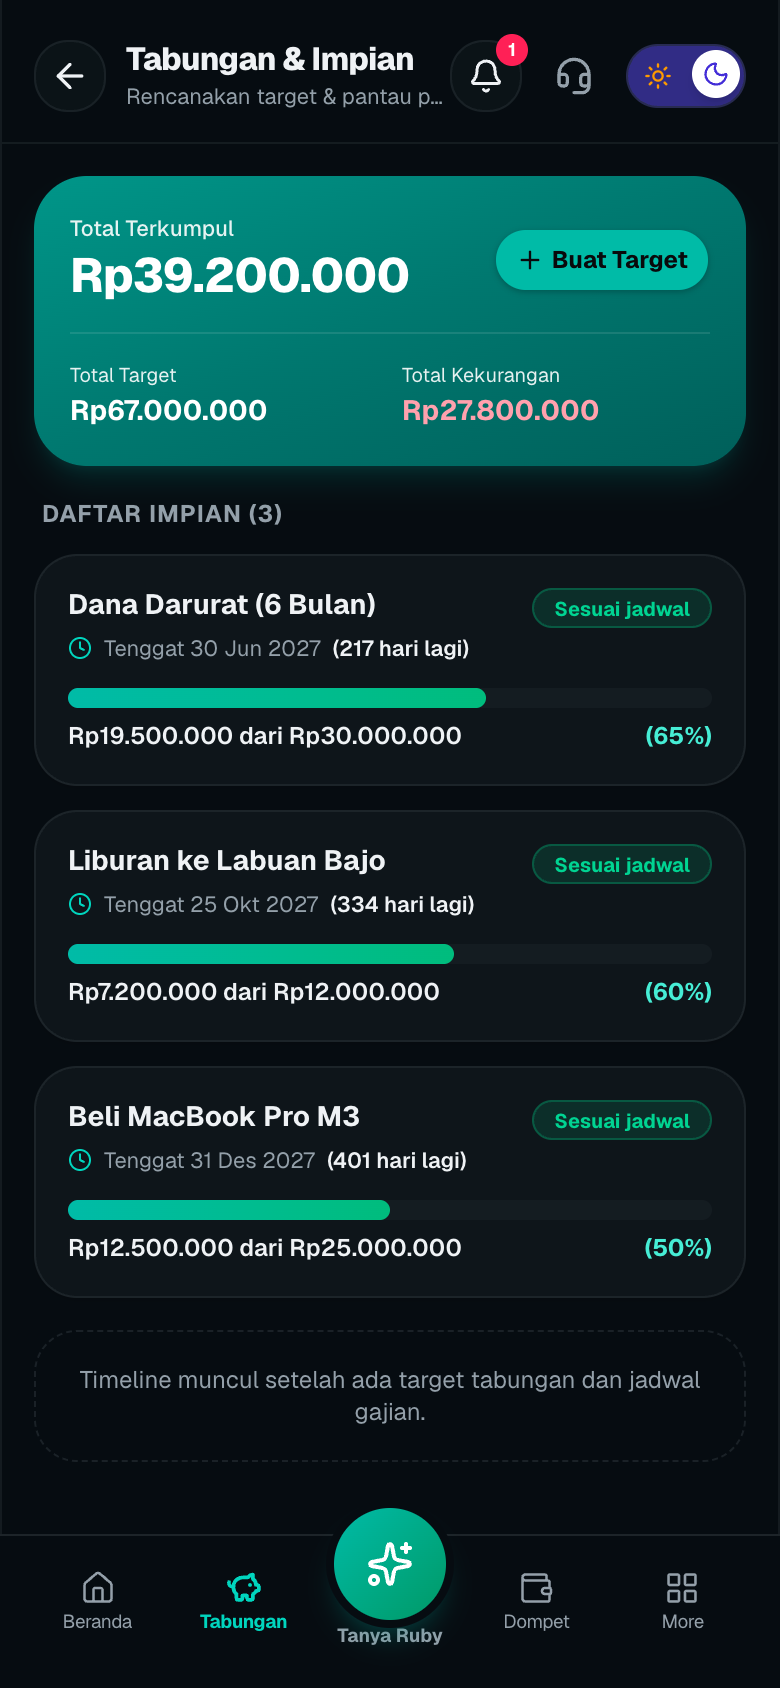 Tabungan & Impian
1
Rencanakan target & pantau p...
Total Terkumpul
Rp39.200.000
+ Buat Target
Total Target
Total Kekurangan
Rp67.000.000
Rp27.800.000
DAFTAR IMPIAN (3)
Dana Darurat (6 Bulan)
Sesuai jadwal
Tenggat 30 Jun 2027 (217 hari lagi)
Rp19.500.000 dari Rp30.000.000
(65%)
Liburan ke Labuan Bajo
Sesuai jadwal
Tenggat 25 Okt 2027 (334 hari lagi)
Rp7.200.000 dari Rp12.000.000
(60%)
Beli MacBook Pro M3
Sesuai jadwal
Tenggat 31 Des 2027 (401 hari lagi)
Rp12.500.000 dari Rp25.000.000
(50%)
Timeline muncul setelah ada target tabungan dan jadwal
gajian.
Beranda
Tabungan
Tanya Ruby
Dompet
More